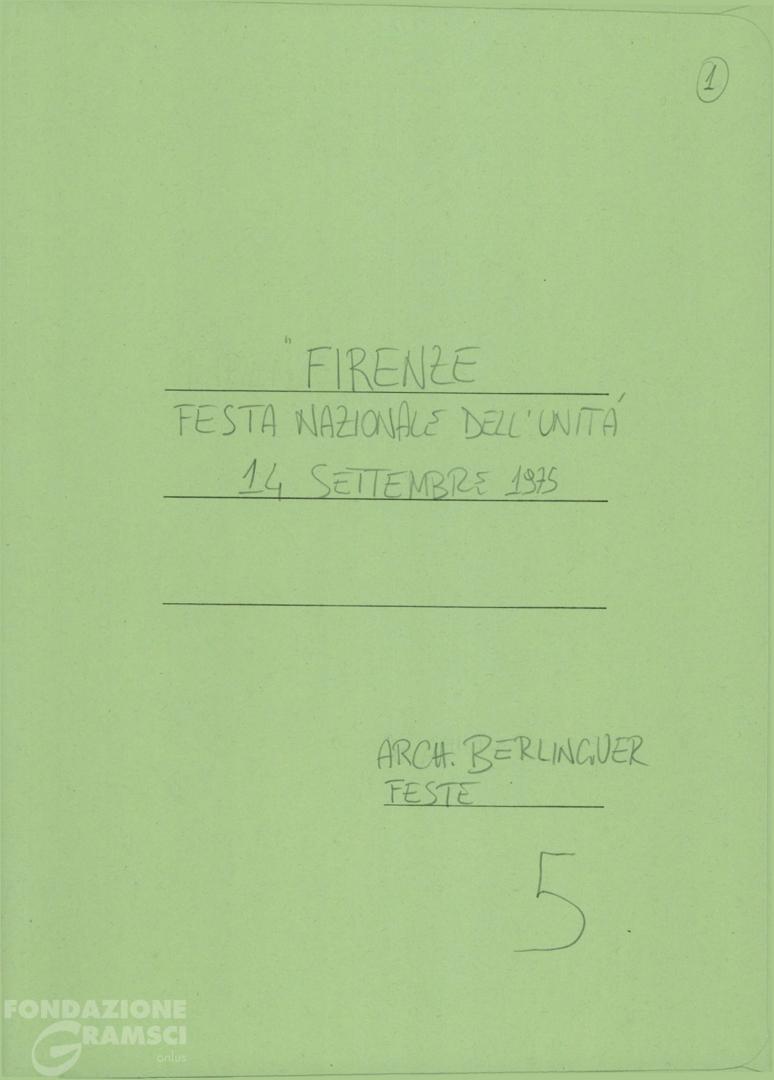 1
"FIRENZE
FESTA NAZIONALE DELL'UNITÁ
14 SETTEMBRE 1975
ARCH. BERLINGUER
FESTE
5
FONDAZIONE
GRAMSCI
onlus